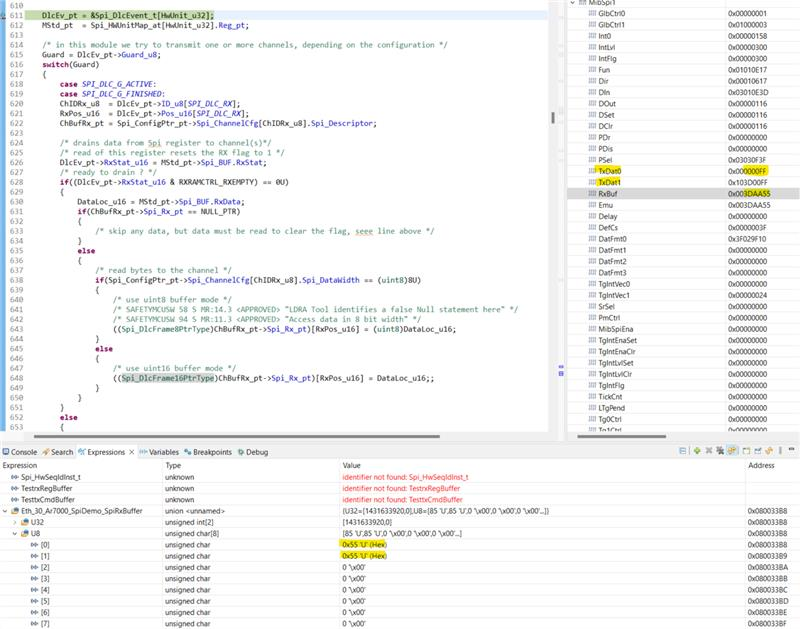 610
611 DlcEv_pt = &Spi_DlcEvent_t[HwUnit_u32];
612 MStd_pt = Spi_HWUnitMap_at[HwUnit_u32].Reg_pt;
613
614 /* in this module we try to transmit one or more channels, depending on the configuration */
615 Guard = DlcEv_pt->Guard_u8;
616 switch(Guard)
617 {
618 case SPI_DLC_G_ACTIVE:
619 case SPI_DLC_G_FINISHED:
620 ChIDRx_u8 = DlcEv_pt->ID_u8[SPI_DLC_RX];
621 RxPos_u16 = DlcEv_pt->Pos_u16[SPI_DLC_RX];
622 ChBufRx_pt = Spi_ConfigPtr_pt->Spi_ChannelCfg[ChIDRx_u8].Spi_Descriptor;
623
624 /* drains data from Spi register to channel(s)*/
625 /* read of this register resets the RX flag to 1 */
626 DlcEv_pt->RxStat_u16 = MStd_pt->Spi_BUF.RxStat;
627 /* ready to drain ? */
628 if((DlcEv_pt->RxStat_u16 & RXRAMCTRL_RXEMPTY) == 0U)
629 {
630 DataLoc_u16 = MStd_pt->Spi_BUF.RxData;
631 if(ChBufRx_pt->Spi_Rx_pt == NULL_PTR)
632 {
633 /* skip any data, but data must be read to clear the flag, seee line above */
634 }
635 else
636 {
637 /* read bytes to the channel */
638 if(Spi_ConfigPtr_pt->Spi_ChannelCfg[ChIDRx_u8].Spi_DataWidth == (uint8)8U)
639 {
640 /* use uint8 buffer mode */
641 /* SAFETYMCUSW 58 S MR:14.3 <APPROVED> "LDRA Tool identifies a false Null statement here" */
642 /* SAFETYMCUSW 94 S MR:11.3 <APPROVED> "Access data in 8 bit width" */
643 ((Spi_DlcFrame8PtrType)ChBufRx_pt->Spi_Rx_pt)[RxPos_u16] = (uint8)DataLoc_u16;
644 }
645 else
646 {
647 /* use uint16 buffer mode */
648 ((Spi_DlcFrame16PtrType)ChBufRx_pt->Spi_Rx_pt)[RxPos_u16] = DataLoc_u16;;
649 }
650 }
651 }
652 else
653 {
MibSpi1
GlbCtrl0 0x00000001
GlbCtrl1 0x01000003
Int0 0x00000158
IntLvl 0x00000300
IntFlg 0x00000300
Fun 0x01010E17
Dir 0x01010617
DIn 0x03010E3D
DOut 0x00000116
DSet 0x00000116
DClr 0x00000116
PDr 0x00000000
PDis 0x00000000
PSel 0x03030F3F
TxDat0 0x000000FF
TxDat1 0x103D00FF
RxBuf 0x003DAA55
Emu 0x003DAA55
Delay 0x00000000
DefCs 0x0000003F
DatFmt0 0x3F029F10
DatFmt1 0x00000000
DatFmt2 0x00000000
DatFmt3 0x00000000
TgIntVec0 0x00000000
TgIntVec1 0x00000024
SrSel 0x00000000
PmCtrl 0x00000000
MibSpiEna 0x00000000
TgIntEnaSet 0x00000000
TgIntEnaClr 0x00000000
TgIntLvlSet 0x00000000
TgIntLvlClr 0x00000000
TgIntFlg 0x00000000
TickCnt 0x00000000
LTgPend 0x00000000
Tg0Ctrl 0x00000000
Tg1Ctrl 0x00000000
Console Search Expressions Variables Breakpoints Debug
Expression Type Value Address
Spi_HwSeqIdInst_t unknown identifier not found: Spi_HwSeqIdInst_t
TestrxRegBuffer unknown identifier not found: TestrxRegBuffer
TesttxCmdBuffer unknown identifier not found: TesttxCmdBuffer
Eth_30_Ar7000_SpiDemo_SpiRxBuffer union <unnamed> {U32=[1431633920,0],U8=[85 'U',85 'U',0 '\x00',0 '\x00',0 '\x00'...]} 0x080033B8
U32 unsigned int[2] [1431633920,0] 0x080033B8
U8 unsigned char[8] [85 'U',85 'U',0 '\x00',0 '\x00',0 '\x00'...] 0x080033B8
[0] unsigned char 0x55 'U' (Hex) 0x080033B8
[1] unsigned char 0x55 'U' (Hex) 0x080033B9
[2] unsigned char 0 '\x00' 0x080033BA
[3] unsigned char 0 '\x00' 0x080033BB
[4] unsigned char 0 '\x00' 0x080033BC
[5] unsigned char 0 '\x00' 0x080033BD
[6] unsigned char 0 '\x00' 0x080033BE
[7] unsigned char 0 '\x00' 0x080033BF